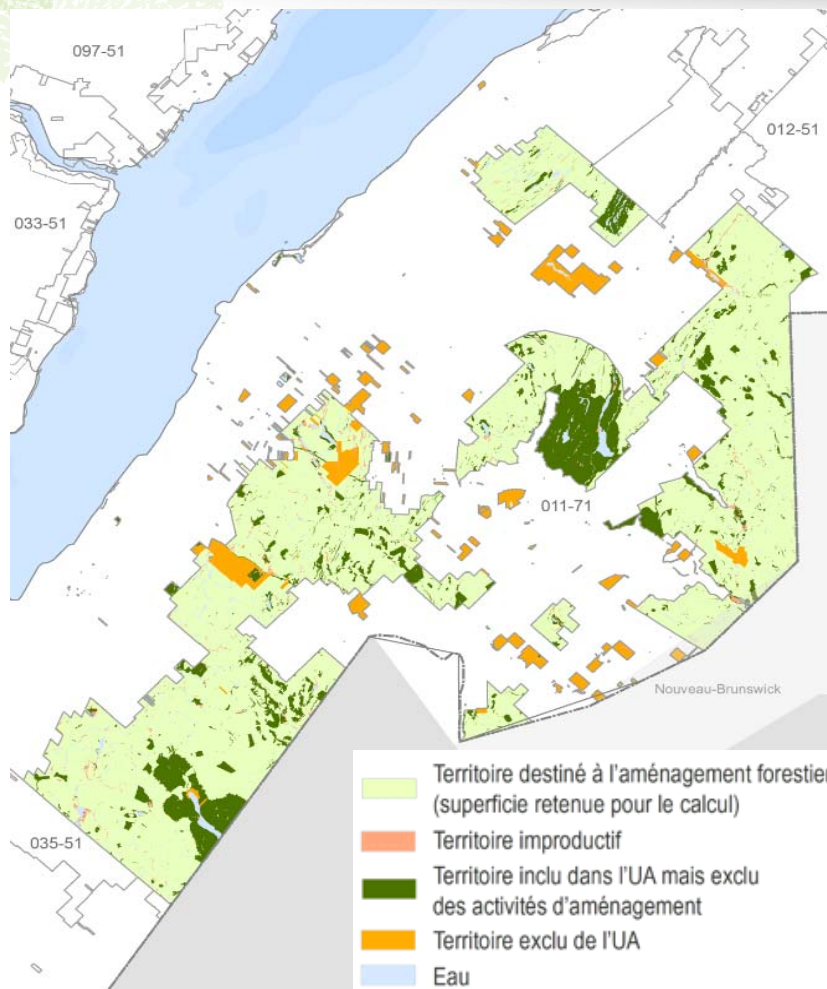 097-51
012-51
033-51
011-71
Nouveau-Brunswick
035-51
Territoire destiné à l'aménagement forestier
(superficie retenue pour le calcul)
Territoire improductif
Territoire inclu dans l'UA mais exclu
des activités d'aménagement
Territoire exclu de l'UA
Eau